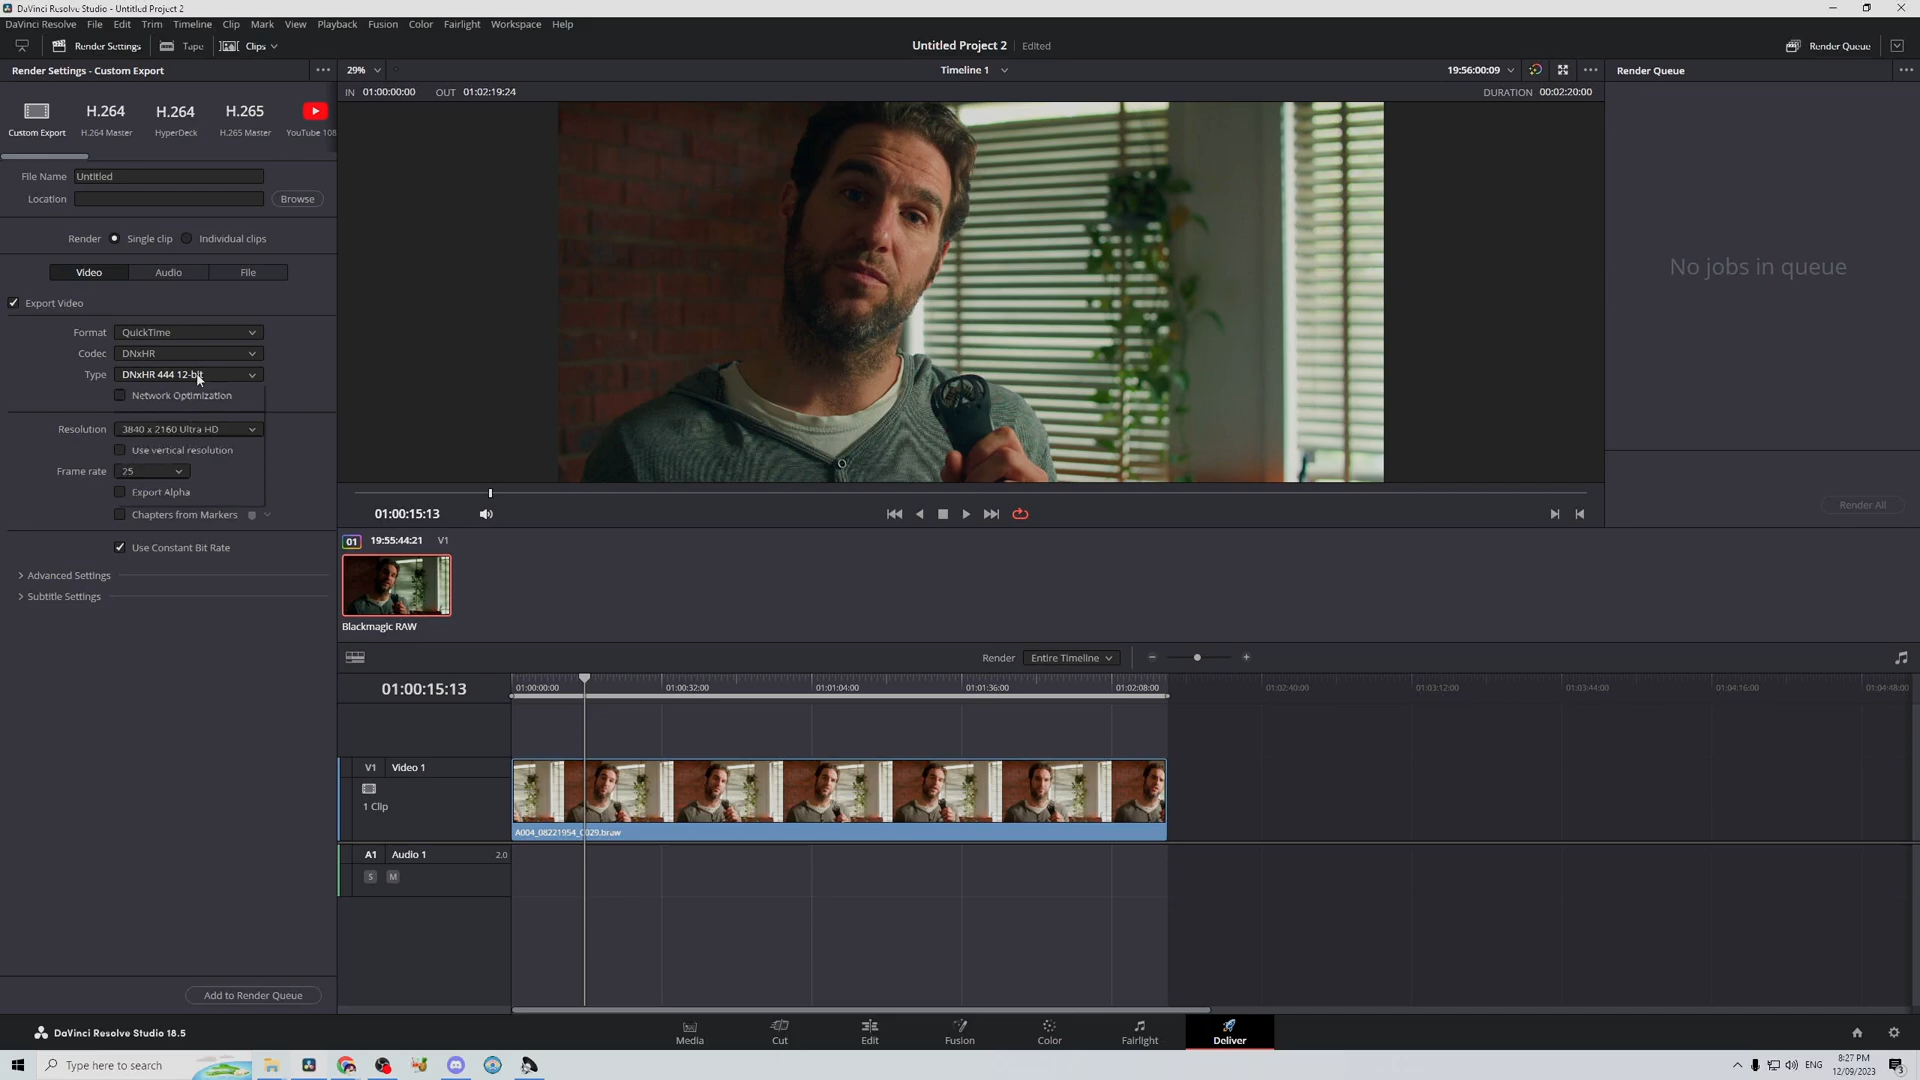 DaVinci Resolve Studio - Untitled Project 2
DaVinci Resolve File Edit Trim Timeline Clip Mark View Playback Fusion Color Fairlight Workspace Help
Render Settings Tape Clips
Untitled Project 2 Edited
Render Queue
Render Settings - Custom Export
29%
Timeline 1
19:56:00:09
Render Queue
IN 01:00:00:00 OUT 01:02:19:24
DURATION 00:02:20:00
H.264 H.264 H.265
Custom Export H.264 Master HyperDeck H.265 Master YouTube 108
File Name Untitled
Location Browse
Render Single clip Individual clips
Video Audio File
Export Video
Format QuickTime
Codec DNxHR
Type DNxHR 444 12-bit
Network Optimization
Resolution 3840 x 2160 Ultra HD
Use vertical resolution
Frame rate 25
Export Alpha
Chapters from Markers
Use Constant Bit Rate
Advanced Settings
Subtitle Settings
Add to Render Queue
No jobs in queue
Render All
01:00:15:13
01 19:55:44:21 V1
Blackmagic RAW
Render Entire Timeline
01:00:15:13
01:00:00:00 01:00:32:00 01:01:04:00 01:01:36:00 01:02:08:00 01:02:40:00 01:03:12:00 01:03:44:00 01:04:16:00 01:04:48:00
V1 Video 1
1 Clip
A004_08221954_C029.braw
A1 Audio 1 2.0
S M
DaVinci Resolve Studio 18.5
Media Cut Edit Fusion Color Fairlight Deliver
Type here to search
ENG
8:27 PM
12/09/2023
3